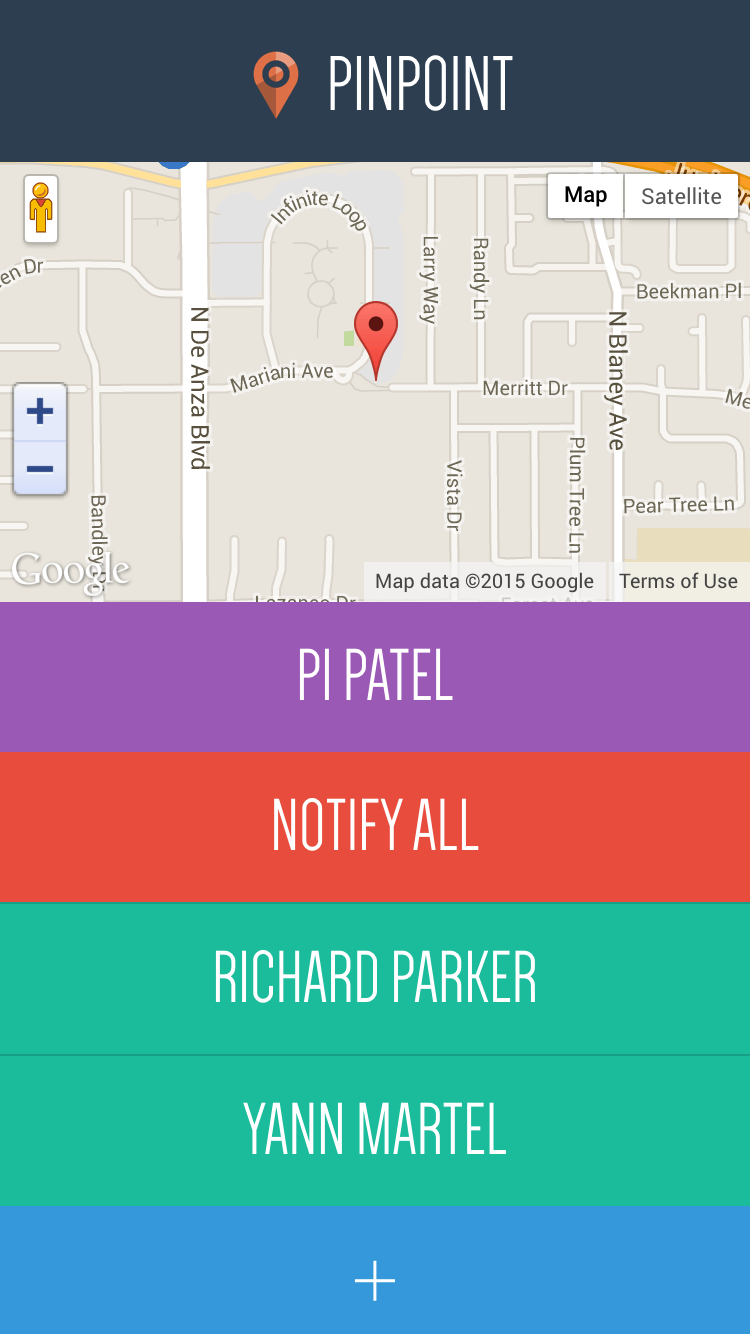 PINPOINT
Map
Satellite
Infinite Loop
en Dr
Larry Way
Randy Ln
Beekman Pl
N De Anza Blvd
N Blaney Ave
Mariani Ave
Merritt Dr
Me
+
−
Bandley
Vista Dr
Plum Tree Ln
Pear Tree Ln
Google
Map data ©2015 Google
Terms of Use
Lazaneo Dr
PI PATEL
NOTIFY ALL
RICHARD PARKER
YANN MARTEL
+